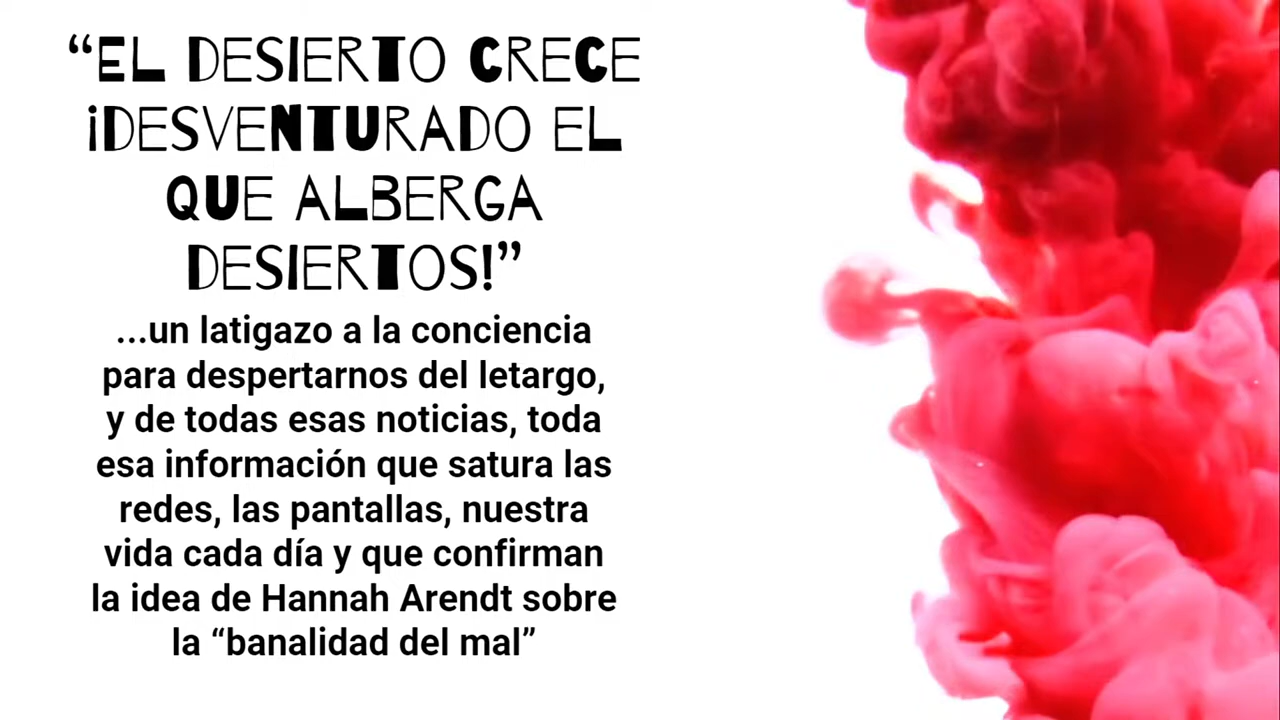 “EL DESIERTO CRECE
¡DESVENTURADO EL
QUE ALBERGA
DESIERTOS!”
...un latigazo a la conciencia
para despertarnos del letargo,
y de todas esas noticias, toda
esa información que satura las
redes, las pantallas, nuestra
vida cada día y que confirman
la idea de Hannah Arendt sobre
la “banalidad del mal”